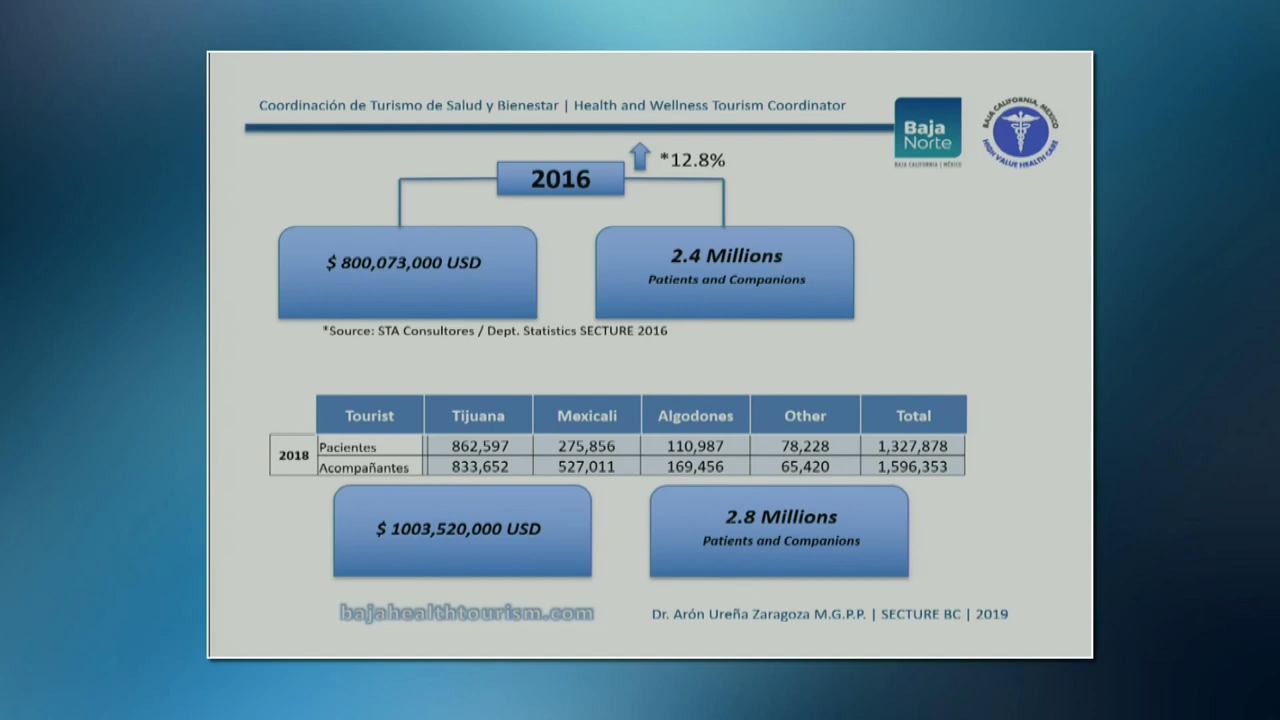 Coordinación de Turismo de Salud y Bienestar | Health and Wellness Tourism Coordinator
Baja
Norte
BAJA CALIFORNIA | MÉXICO
BAJA CALIFORNIA, MEXICO
HIGH VALUE HEALTH CARE
*12.8%
2016
$ 800,073,000 USD
2.4 Millions
Patients and Companions
*Source: STA Consultores / Dept. Statistics SECTURE 2016
Tourist Tijuana Mexicali Algodones Other Total
2018
Pacientes 862,597 275,856 110,987 78,228 1,327,878
Acompañantes 833,652 527,011 169,456 65,420 1,596,353
$ 1003,520,000 USD
2.8 Millions
Patients and Companions
bajahealthtourism.com
Dr. Arón Ureña Zaragoza M.G.P.P. | SECTURE BC | 2019